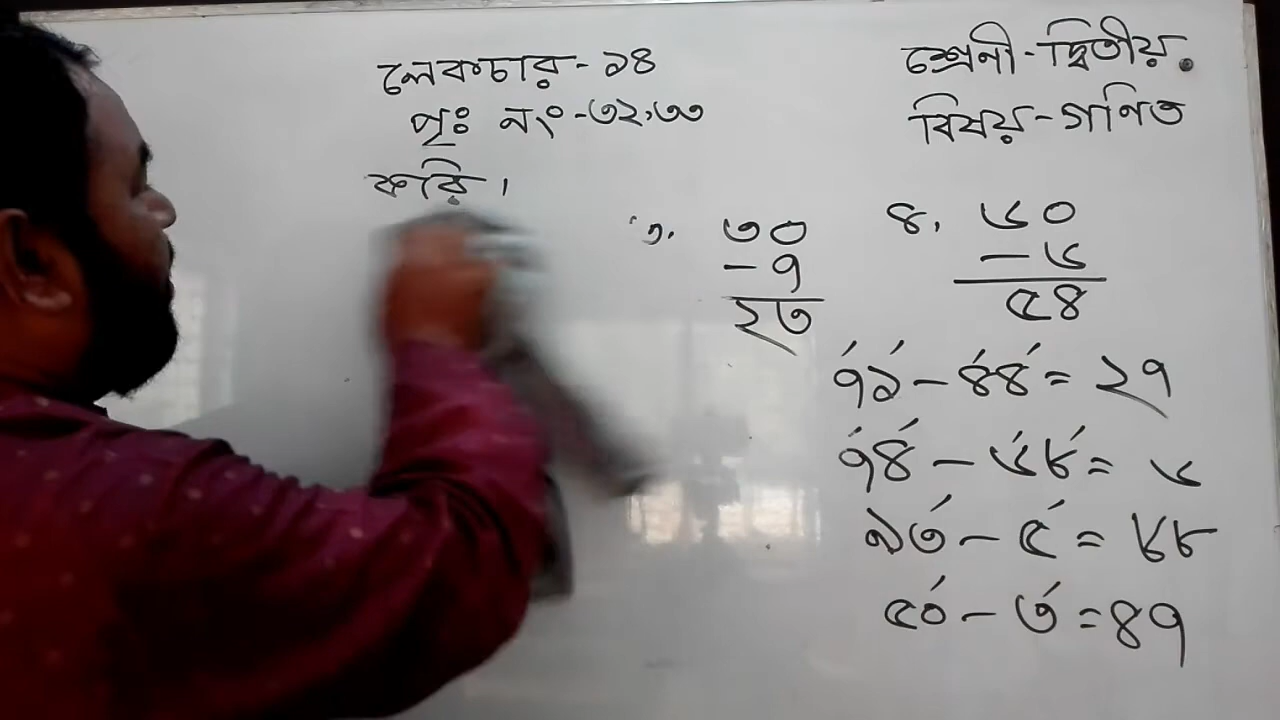 লেকচার-১৪
পৃঃ নং-৩২,৩৩
করি।
শ্রেনী-দ্বিতীয়.
বিষয়-গনিত
৩. ৩০
-৭
২৩
৪. ৬০
-৬
৫৪
৭১-৪৪=২৭
৭৪-৬৮=৬
৯৩-৫=৮৮
৫০-৩=৪৭